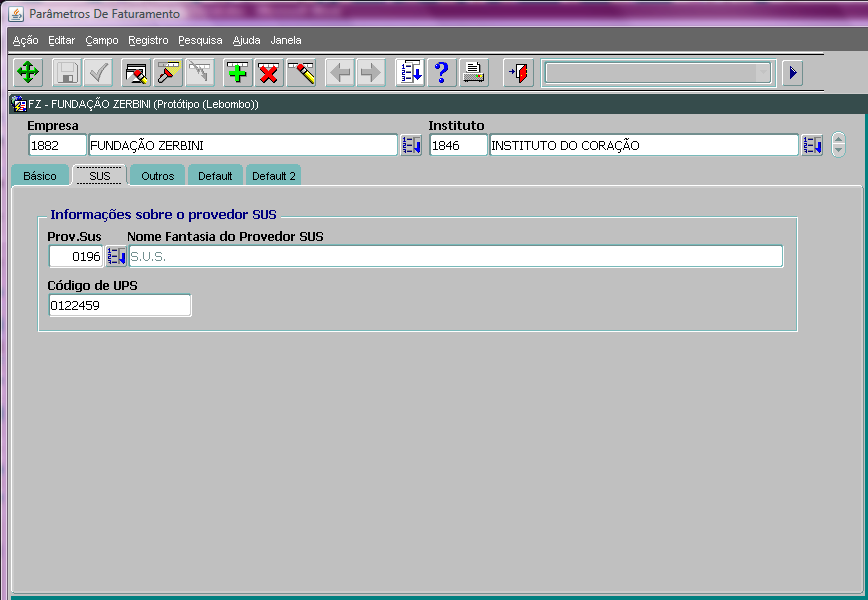 Parâmetros De Faturamento
Ação Editar Campo Registro Pesquisa Ajuda Janela
FZ - FUNDAÇÃO ZERBINI (Protótipo (Lebombo))
Empresa Instituto
1882 FUNDAÇÃO ZERBINI 1846 INSTITUTO DO CORAÇÃO
Básico SUS Outros Default Default 2
Informações sobre o provedor SUS
Prov.Sus Nome Fantasia do Provedor SUS
0196 S.U.S.
Código de UPS
0122459